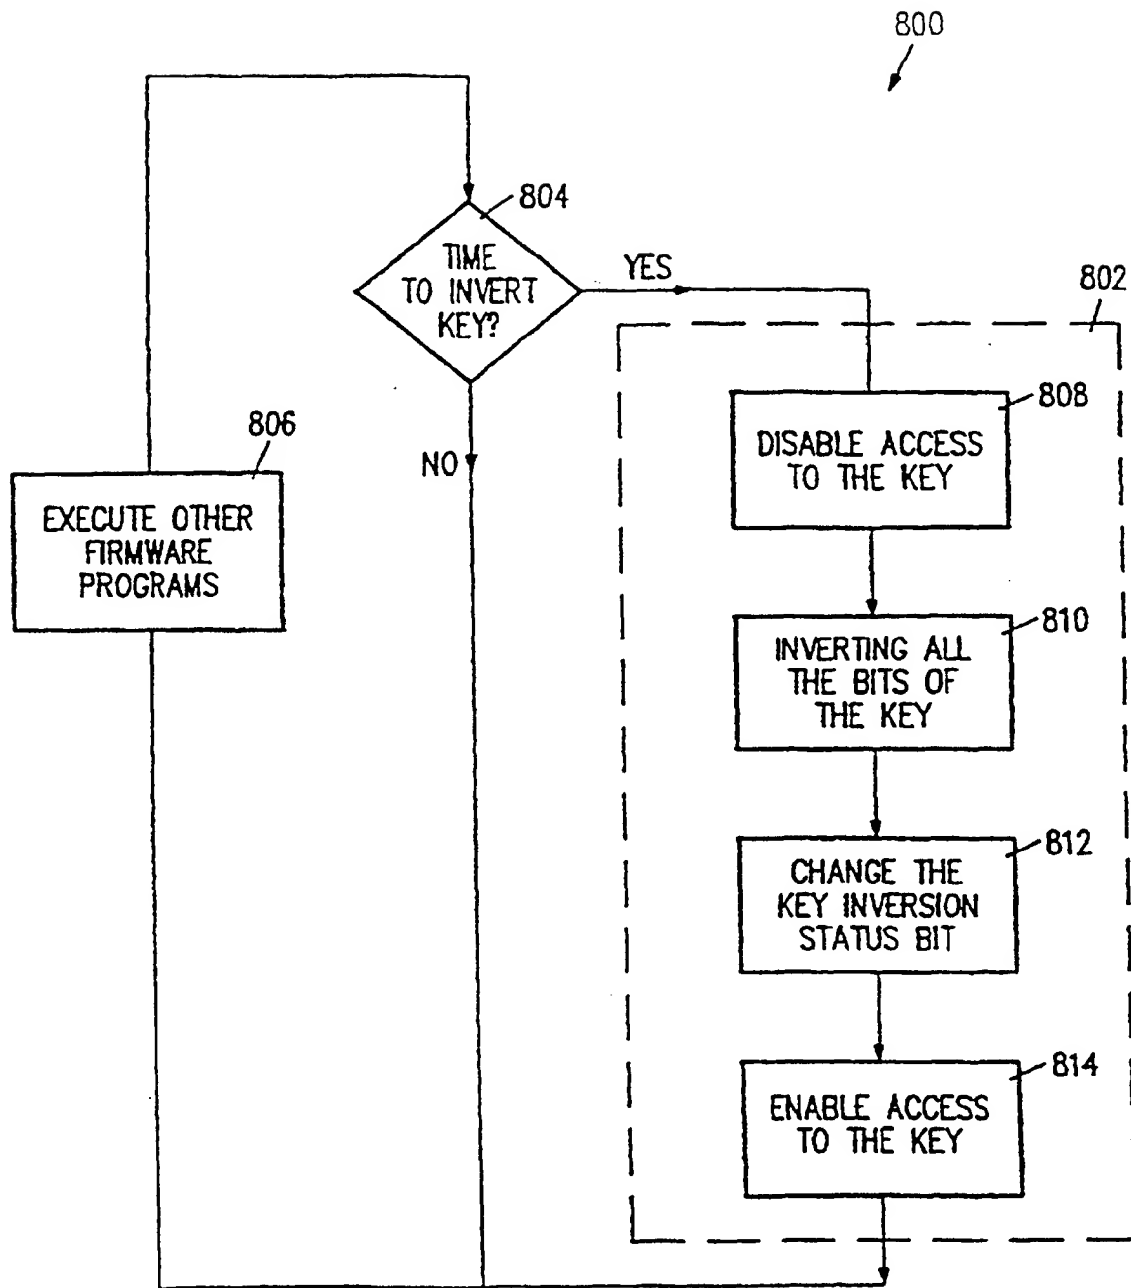 800
804
TIME
TO INVERT
KEY?
YES
802
808
DISABLE ACCESS
TO THE KEY
806
NO
EXECUTE OTHER
FIRMWARE
PROGRAMS
810
INVERTING ALL
THE BITS OF
THE KEY
812
CHANGE THE
KEY INVERSION
STATUS BIT
814
ENABLE ACCESS
TO THE KEY